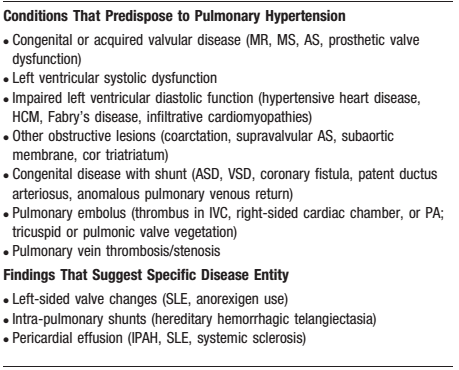 Conditions That Predispose to Pulmonary Hypertension
• Congenital or acquired valvular disease (MR, MS, AS, prosthetic valve
dysfunction)
• Left ventricular systolic dysfunction
• Impaired left ventricular diastolic function (hypertensive heart disease,
HCM, Fabry's disease, infiltrative cardiomyopathies)
• Other obstructive lesions (coarctation, supravalvular AS, subaortic
membrane, cor triatriatum)
• Congenital disease with shunt (ASD, VSD, coronary fistula, patent ductus
arteriosus, anomalous pulmonary venous return)
• Pulmonary embolus (thrombus in IVC, right-sided cardiac chamber, or PA;
tricuspid or pulmonic valve vegetation)
• Pulmonary vein thrombosis/stenosis
Findings That Suggest Specific Disease Entity
• Left-sided valve changes (SLE, anorexigen use)
• Intra-pulmonary shunts (hereditary hemorrhagic telangiectasia)
• Pericardial effusion (IPAH, SLE, systemic sclerosis)